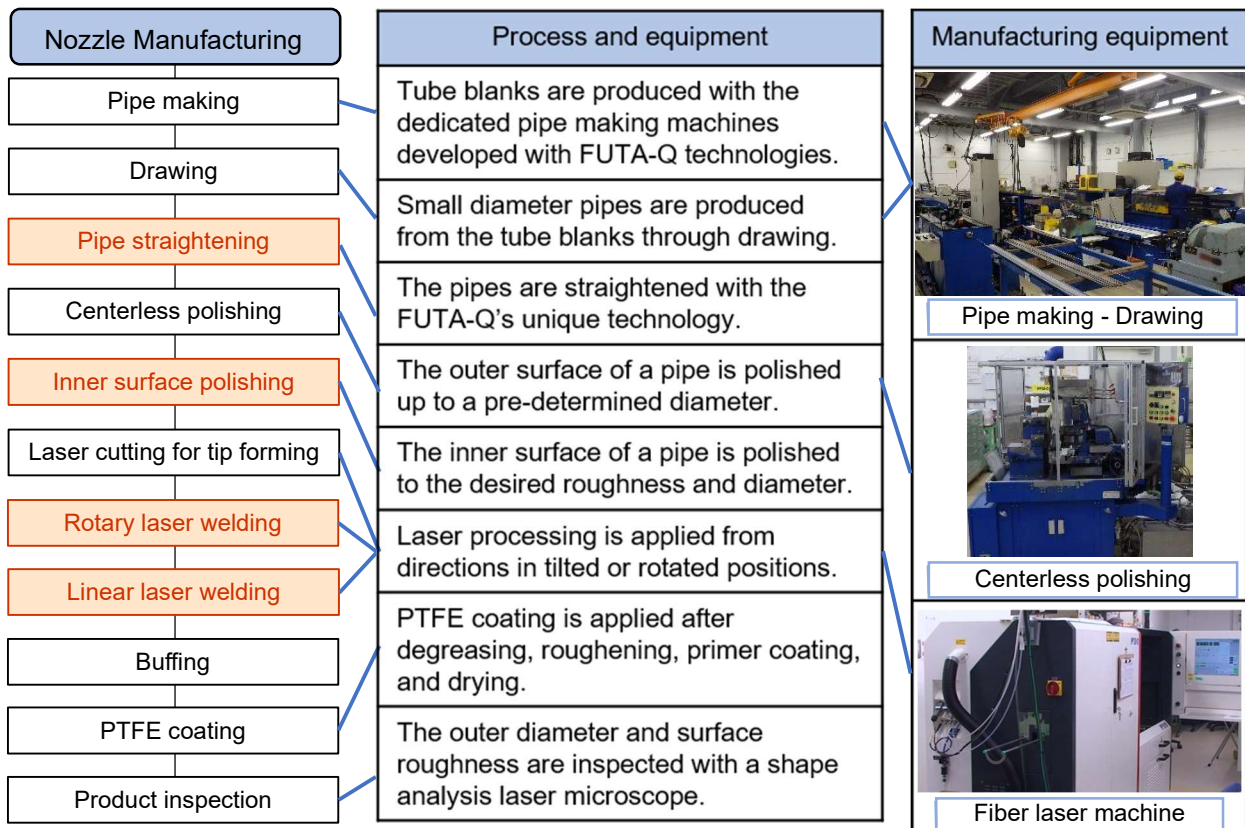 Nozzle Manufacturing
Pipe making
Drawing
Pipe straightening
Centerless polishing
Inner surface polishing
Laser cutting for tip forming
Rotary laser welding
Linear laser welding
Buffing
PTFE coating
Product inspection
Process and equipment
Tube blanks are produced with the
dedicated pipe making machines
developed with FUTA-Q technologies.
Small diameter pipes are produced
from the tube blanks through drawing.
The pipes are straightened with the
FUTA-Q’s unique technology.
The outer surface of a pipe is polished
up to a pre-determined diameter.
The inner surface of a pipe is polished
to the desired roughness and diameter.
Laser processing is applied from
directions in tilted or rotated positions.
PTFE coating is applied after
degreasing, roughening, primer coating,
and drying.
The outer diameter and surface
roughness are inspected with a shape
analysis laser microscope.
Manufacturing equipment
Pipe making - Drawing
Centerless polishing
Fiber laser machine